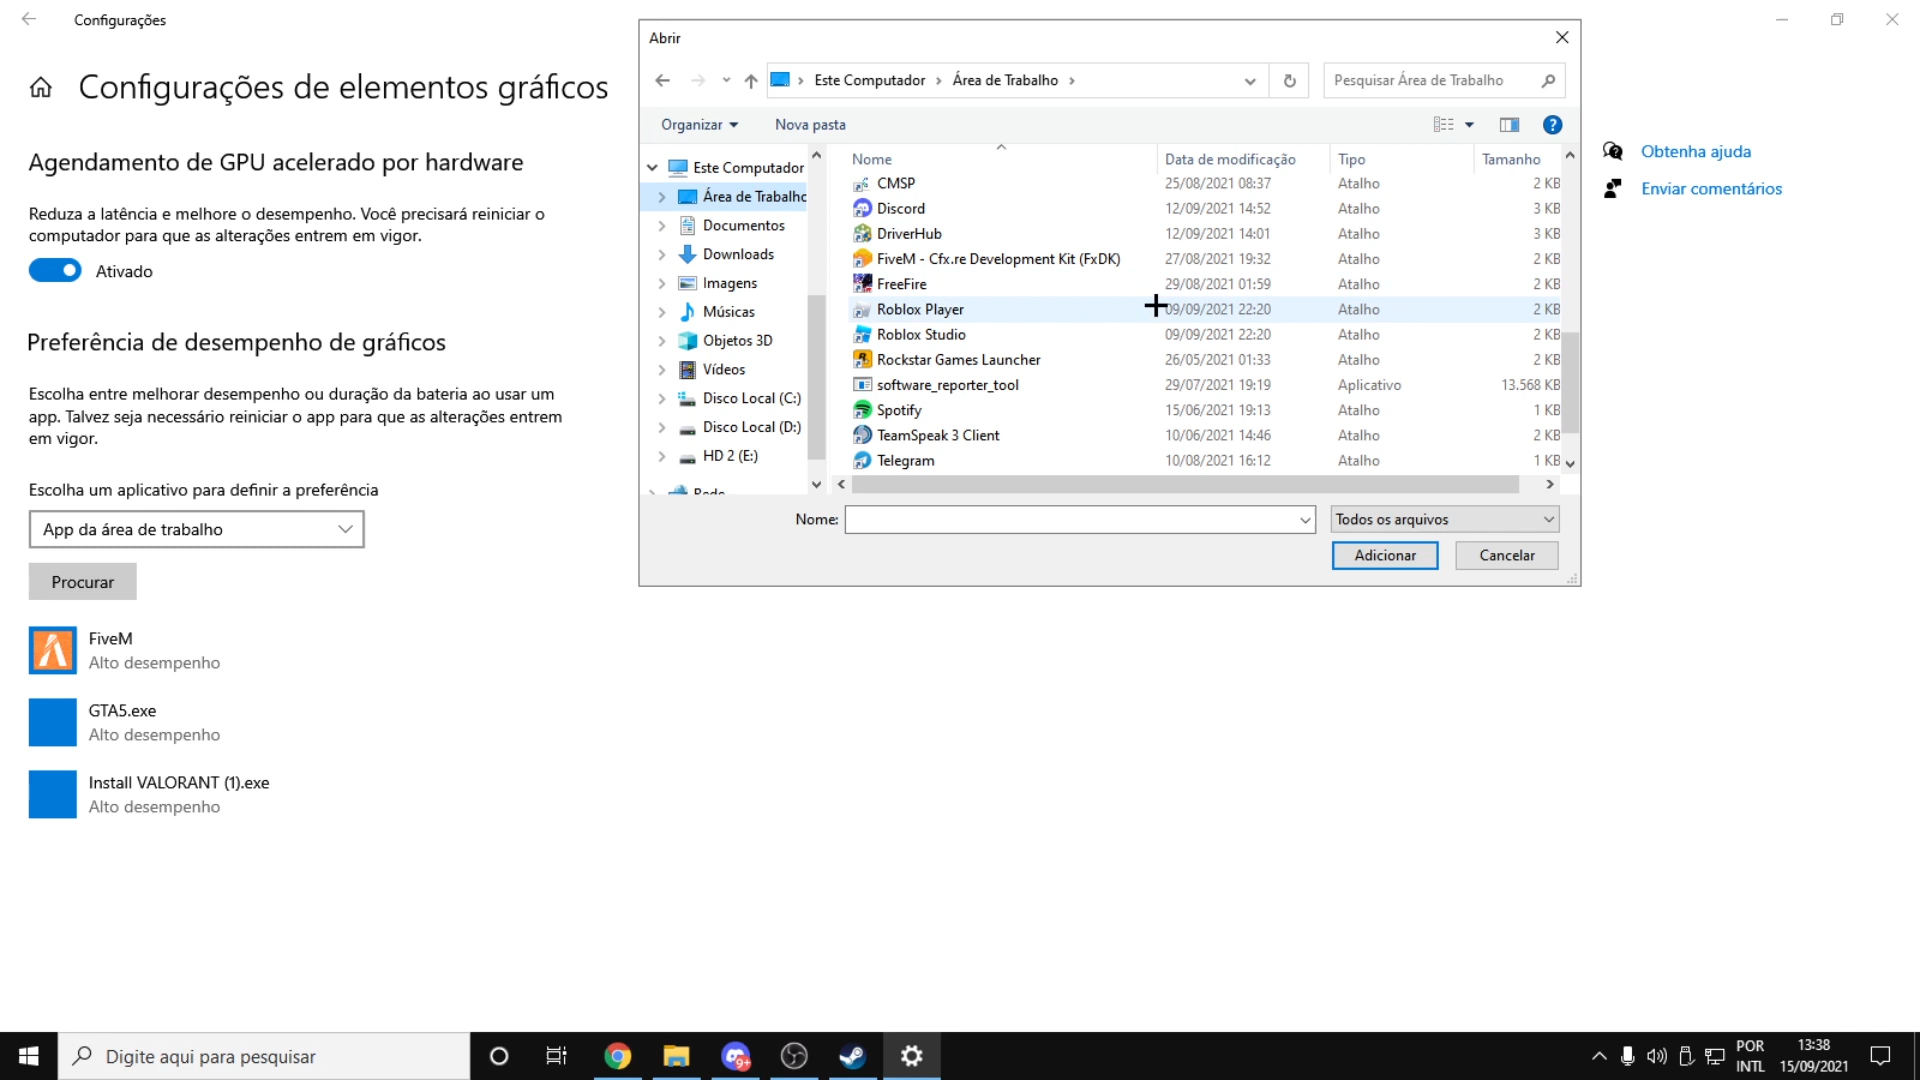 Configurações
Configurações de elementos gráficos
Agendamento de GPU acelerado por hardware
Reduza a latência e melhore o desempenho. Você precisará reiniciar o
computador para que as alterações entrem em vigor.
Ativado
Preferência de desempenho de gráficos
Escolha entre melhorar desempenho ou duração da bateria ao usar um
app. Talvez seja necessário reiniciar o app para que as alterações entrem
em vigor.
Escolha um aplicativo para definir a preferência
App da área de trabalho
Procurar
FiveM
Alto desempenho
GTA5.exe
Alto desempenho
Install VALORANT (1).exe
Alto desempenho
Abrir
Este Computador > Área de Trabalho >
Pesquisar Área de Trabalho
Organizar
Nova pasta
Este Computador
Área de Trabalho
Documentos
Downloads
Imagens
Músicas
Objetos 3D
Vídeos
Disco Local (C:)
Disco Local (D:)
HD 2 (E:)
Rede
Nome Data de modificação Tipo Tamanho
CMSP 25/08/2021 08:37 Atalho 2 KB
Discord 12/09/2021 14:52 Atalho 3 KB
DriverHub 12/09/2021 14:01 Atalho 3 KB
FiveM - Cfx.re Development Kit (FxDK) 27/08/2021 19:32 Atalho 2 KB
FreeFire 29/08/2021 01:59 Atalho 2 KB
Roblox Player 09/09/2021 22:20 Atalho 2 KB
Roblox Studio 09/09/2021 22:20 Atalho 2 KB
Rockstar Games Launcher 26/05/2021 01:33 Atalho 2 KB
software_reporter_tool 29/07/2021 19:19 Aplicativo 13.568 KB
Spotify 15/06/2021 19:13 Atalho 1 KB
TeamSpeak 3 Client 10/06/2021 14:46 Atalho 2 KB
Telegram 10/08/2021 16:12 Atalho 1 KB
Nome:
Todos os arquivos
Adicionar
Cancelar
Obtenha ajuda
Enviar comentários
Digite aqui para pesquisar
9+
POR
INTL
13:38
15/09/2021